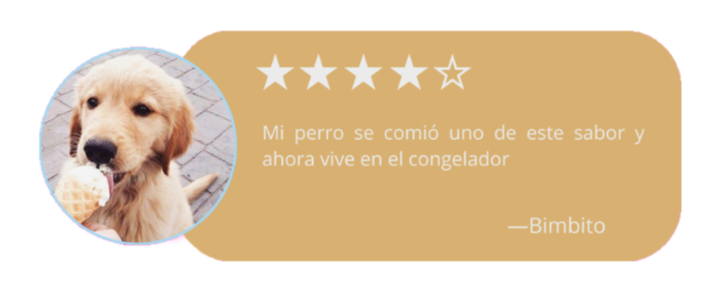 Mi perro se comió uno de este sabor y
ahora vive en el congelador
—Bimbito